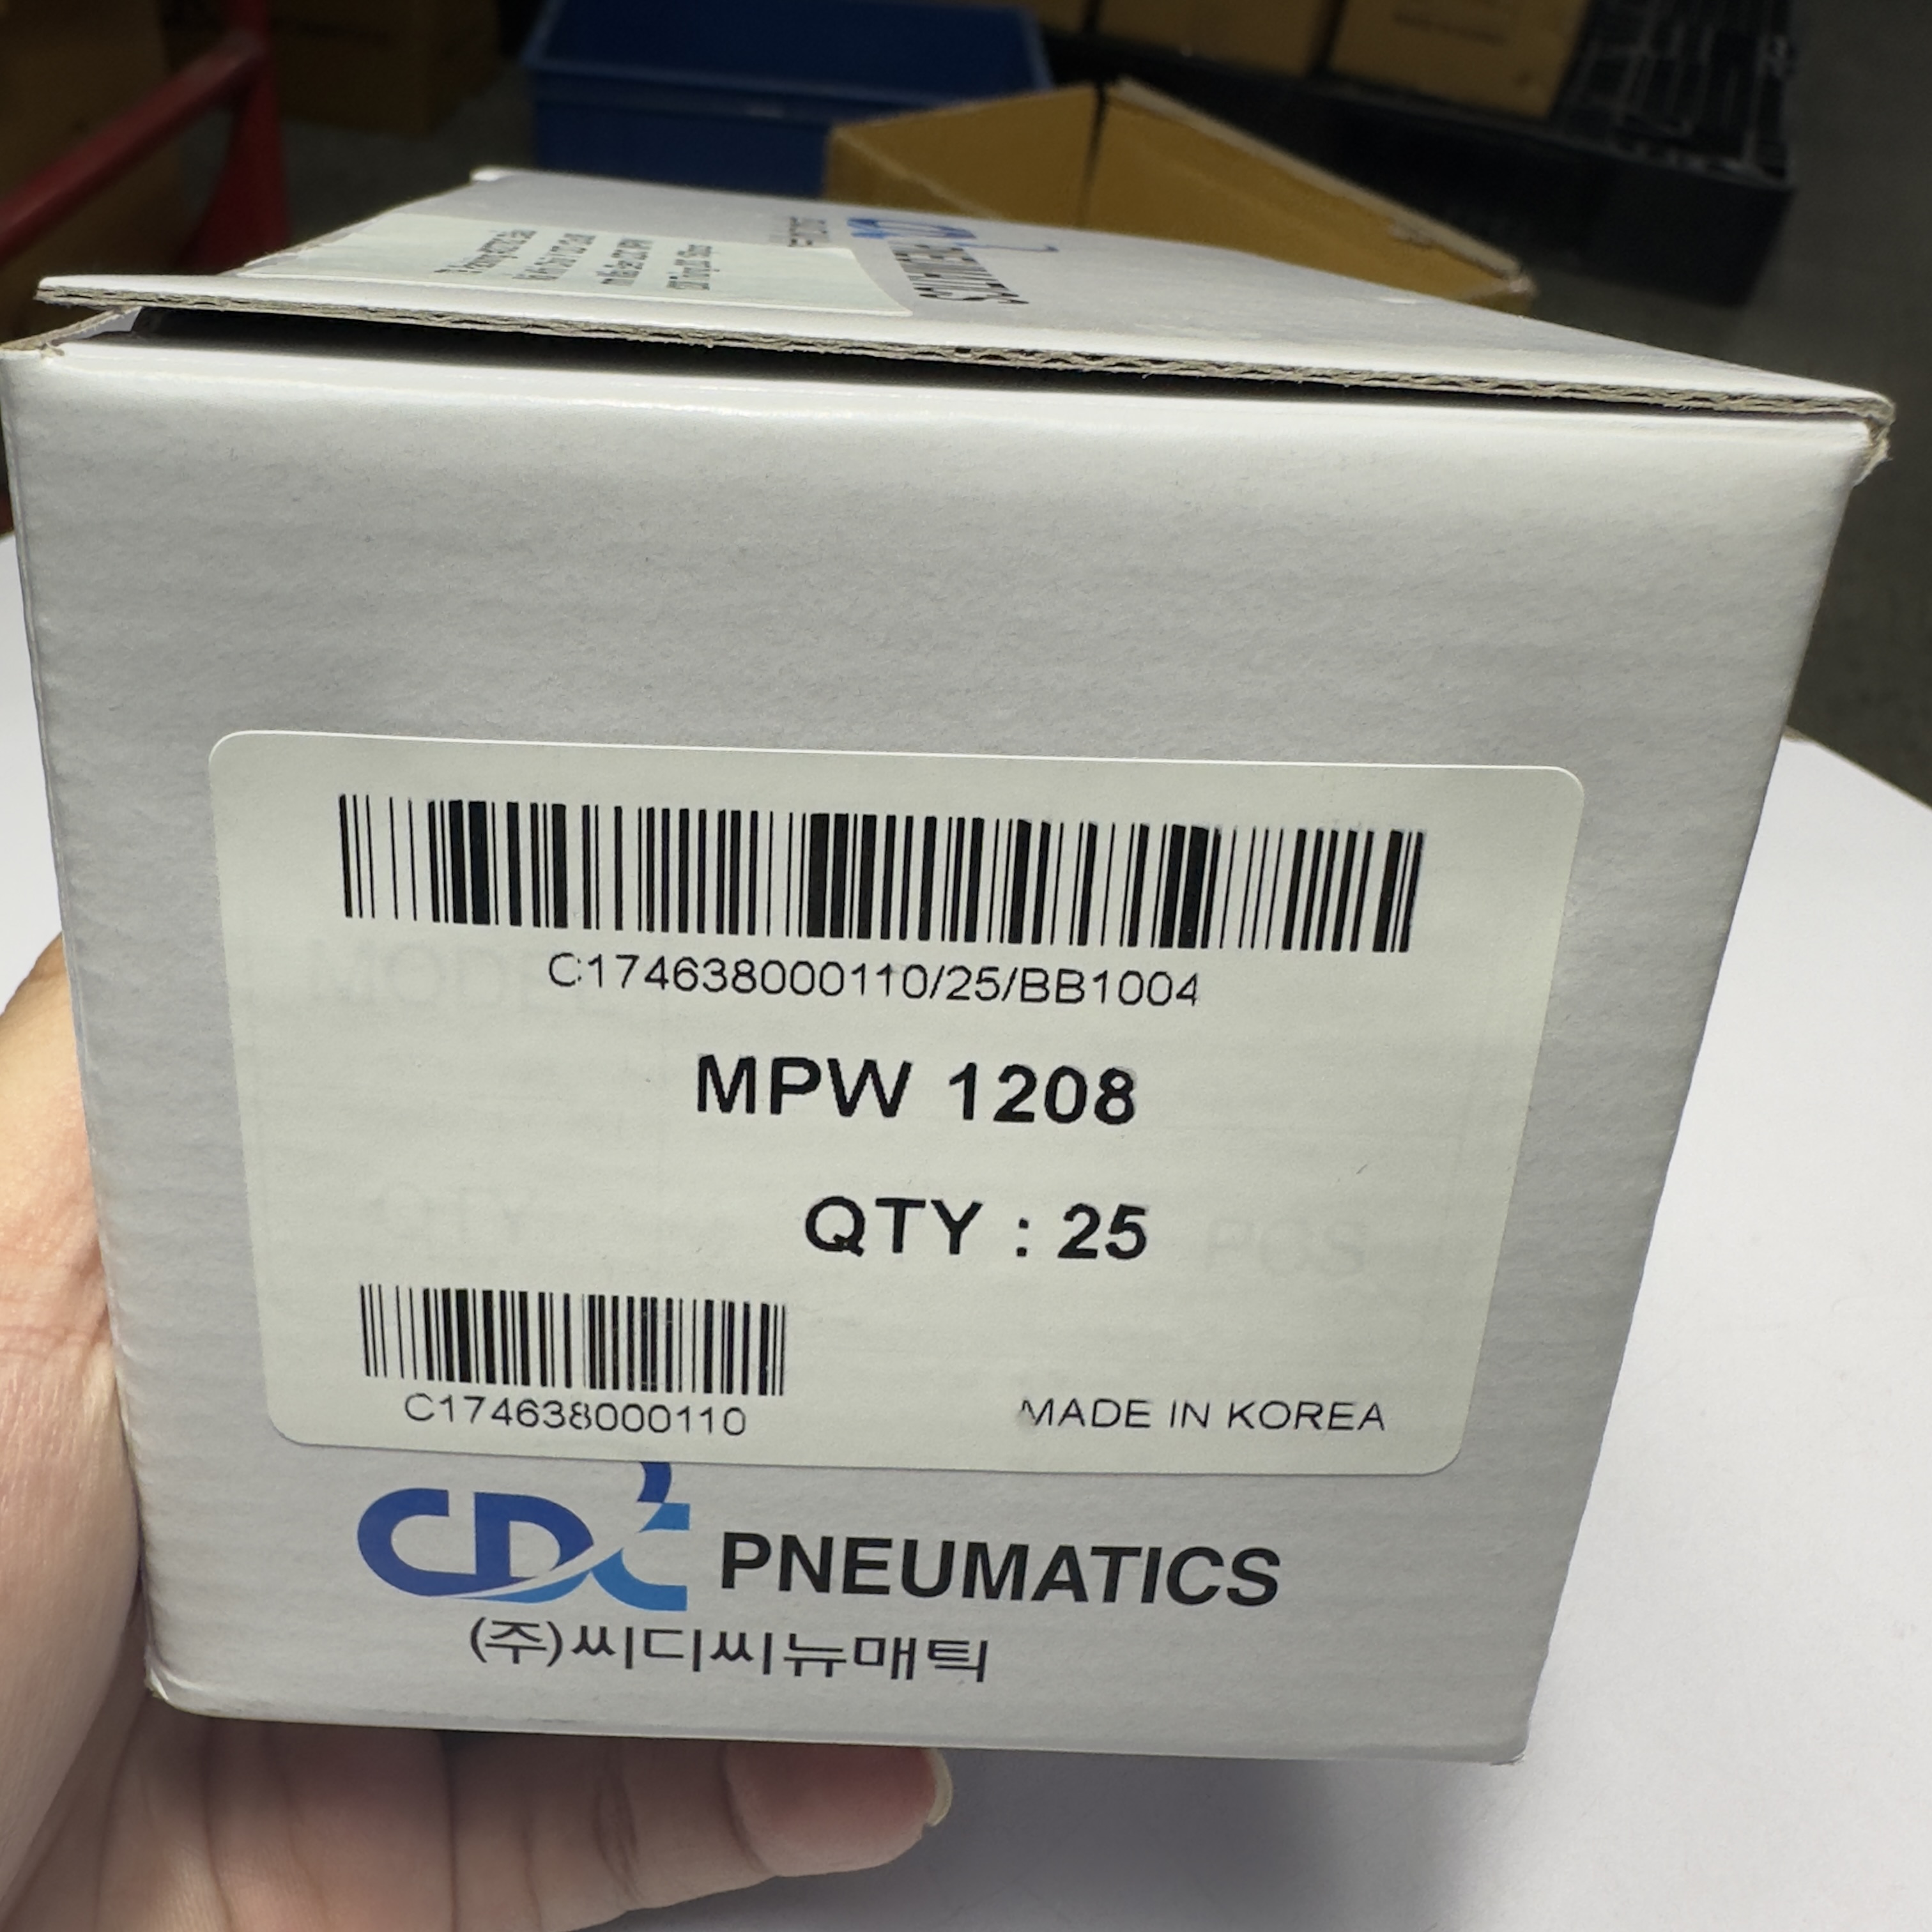 PNEUMATICS
C174638000110/25/BB1004
MPW 1208
QTY : 25
C174638000110
MADE IN KOREA
CDC PNEUMATICS
(주)씨디씨뉴매틱